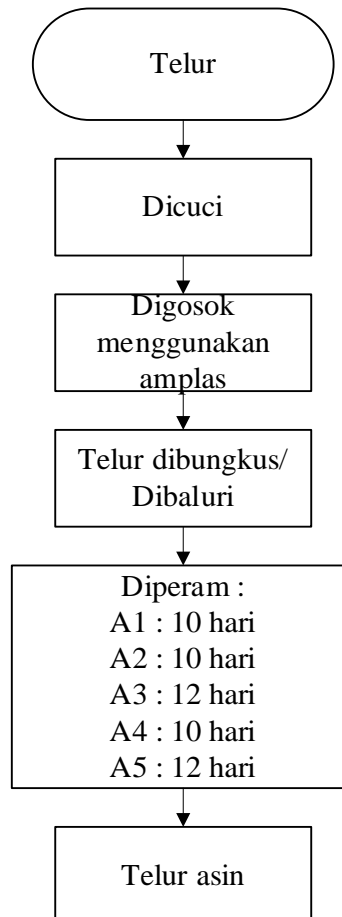 Telur
Dicuci
Digosok
menggunakan
amplas
Telur dibungkus/
Dibaluri
Diperam :
A1 : 10 hari
A2 : 10 hari
A3 : 12 hari
A4 : 10 hari
A5 : 12 hari
Telur asin